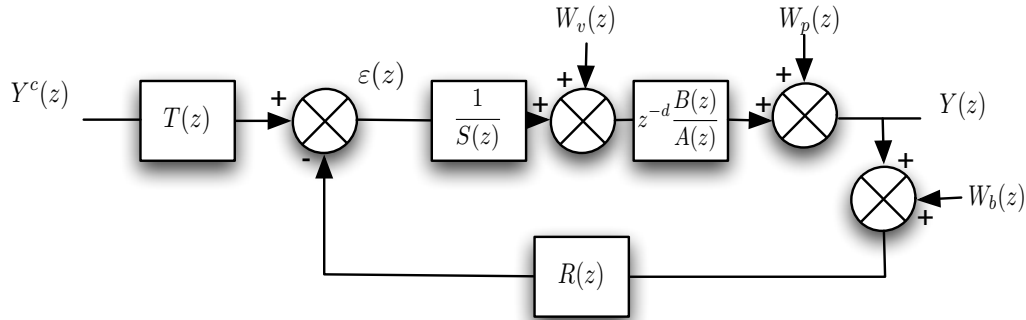 W_v(z)
W_p(z)
Y^c(z)
T(z)
+
-
ε(z)
1
S(z)
+
+
z^{-d} B(z)
A(z)
+
+
Y(z)
+
+
W_b(z)
R(z)